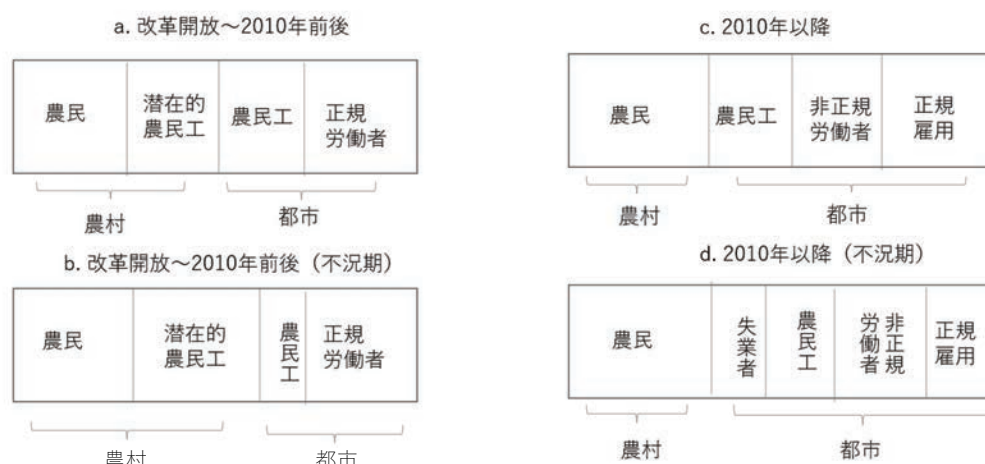 a. 改革開放～2010年前後
農民
潜在的
農民工
農民工
正規
労働者
農村
都市
b. 改革開放～2010年前後（不況期）
農民
潜在的
農民工
農民工
正規
労働者
農村
都市
c. 2010年以降
農民
農民工
非正規
労働者
正規
雇用
農村
都市
d. 2010年以降（不況期）
農民
失業者
農民工
非正規
労働者
正規
雇用
農村
都市